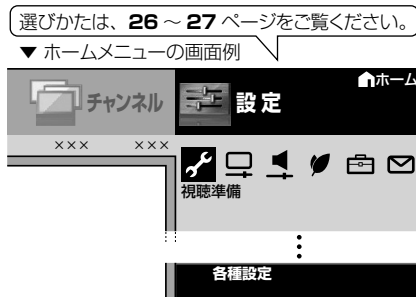 選びかたは、26～27ページをご覧ください。
▼ ホームメニューの画面例
ホーム
チャンネル 設定
××× ×××
視聴準備
各種設定